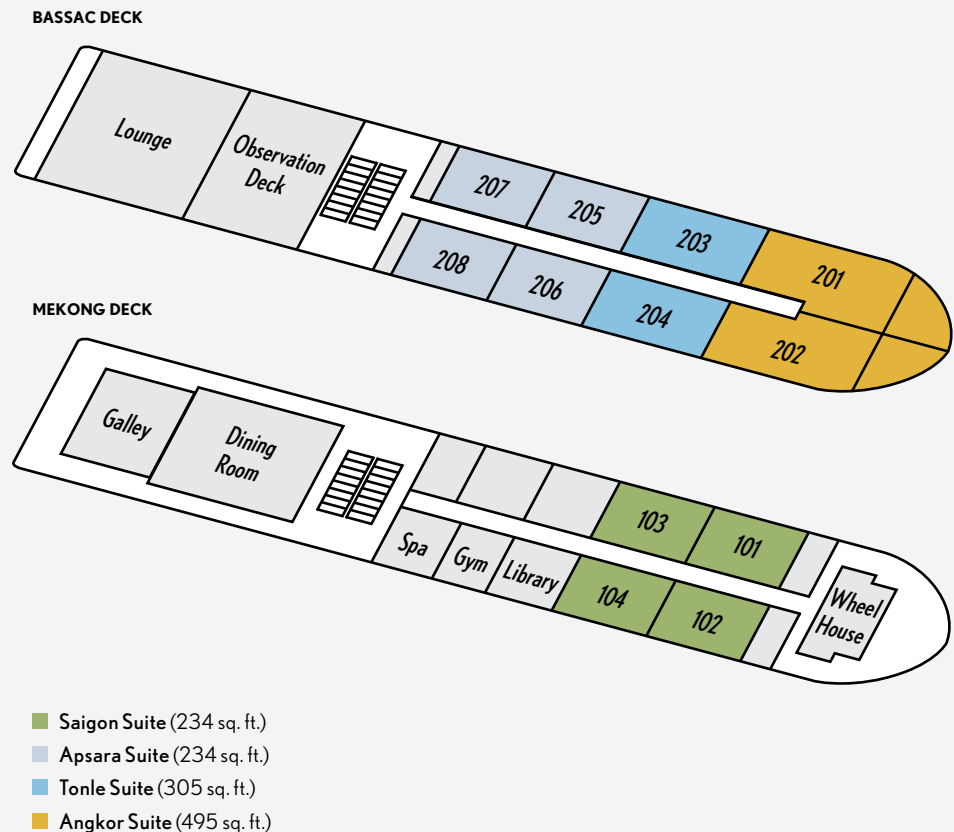 BASSAC DECK
Lounge
Observation
Deck
207
205
203
201
208
206
204
202
MEKONG DECK
Galley
Dining
Room
103
101
Spa
Gym
Library
104
102
Wheel
House
Saigon Suite (234 sq. ft.)
Apsara Suite (234 sq. ft.)
Tonle Suite (305 sq. ft.)
Angkor Suite (495 sq. ft.)